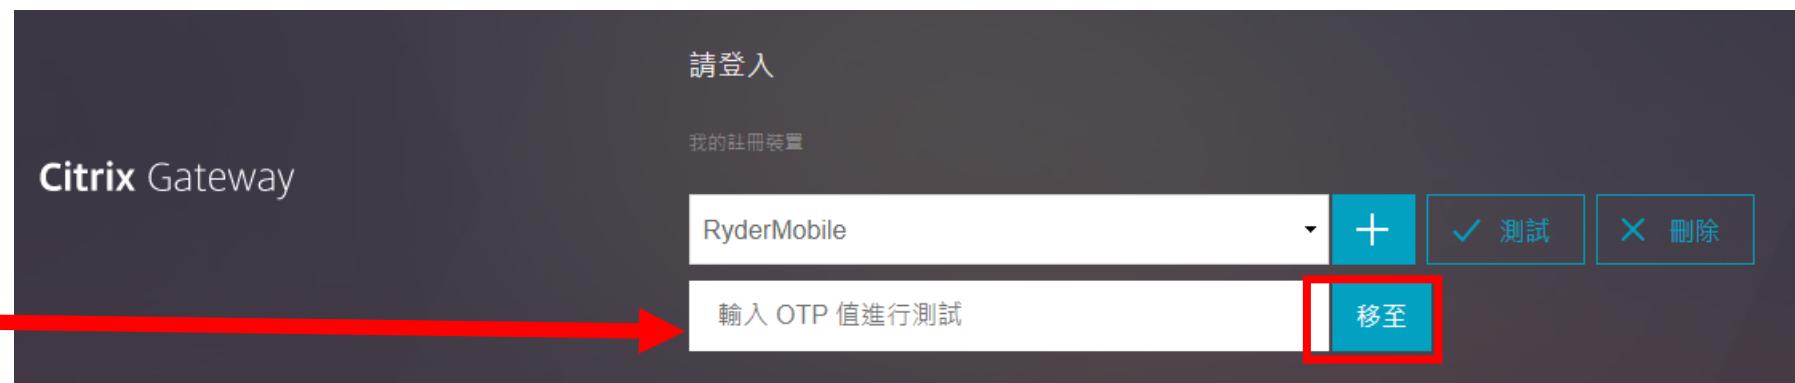 請登入
我的註冊裝置
Citrix Gateway
RyderMobile
測試
刪除
輸入 OTP 值進行測試
移至